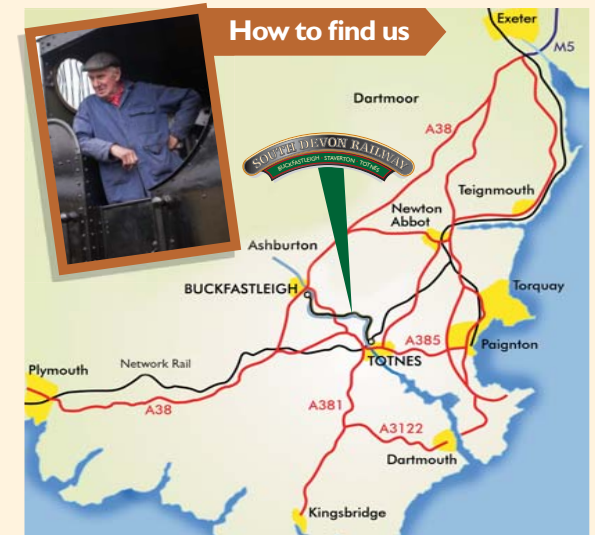 How to find us
Exeter
M5
Dartmoor
A38
SOUTH DEVON RAILWAY
BUCKFASTLEIGH STAVERTON TOTNES
Teignmouth
Newton
Abbot
Ashburton
BUCKFASTLEIGH
Torquay
A385
Paignton
TOTNES
Network Rail
Plymouth
A38
A381
A3122
Dartmouth
Kingsbridge